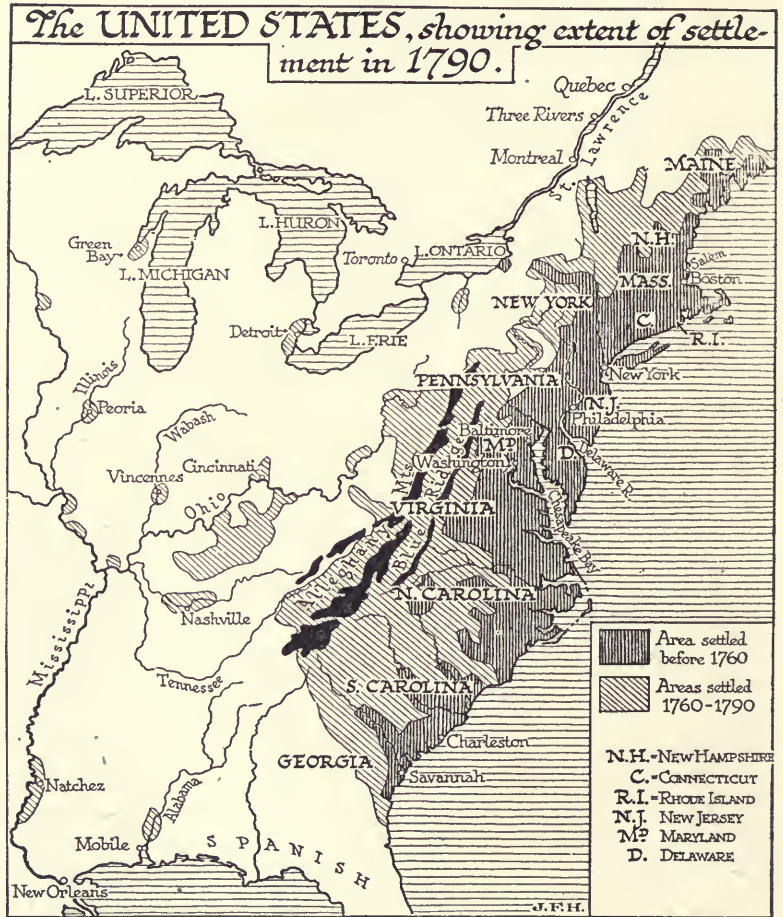 The UNITED STATES, showing extent of settle-
ment in 1790.
L. SUPERIOR
Quebec
Three Rivers
Montreal
St. Lawrence
MAINE
L. HURON
N.H.
Green
Bay
Toronto
L. ONTARIO
Salem
L. MICHIGAN
MASS.
Boston
NEW YORK
C.
Detroit
L. ERIE
R.I.
Illinois
PENNSYLVANIA
New York
Peoria
N.J.
Wabash
Philadelphia
Baltimore
MD
D.
Delaware R.
Cincinnati
Washington
Vincennes
Ohio
VIRGINIA
Chesapeake Bay
Alleghany Mts.
Blue Ridge
N. CAROLINA
Nashville
Mississippi
Tennessee
S. CAROLINA
Area settled
before 1760
Areas settled
1760-1790
Charleston
GEORGIA
Savannah
Natchez
Alabama
Mobile
SPANISH
New Orleans
N.H.=NEW HAMPSHIRE
C.=CONNECTICUT
R.I.=RHODE ISLAND
N.J. NEW JERSEY
MD MARYLAND
D. DELAWARE
J.F.H.